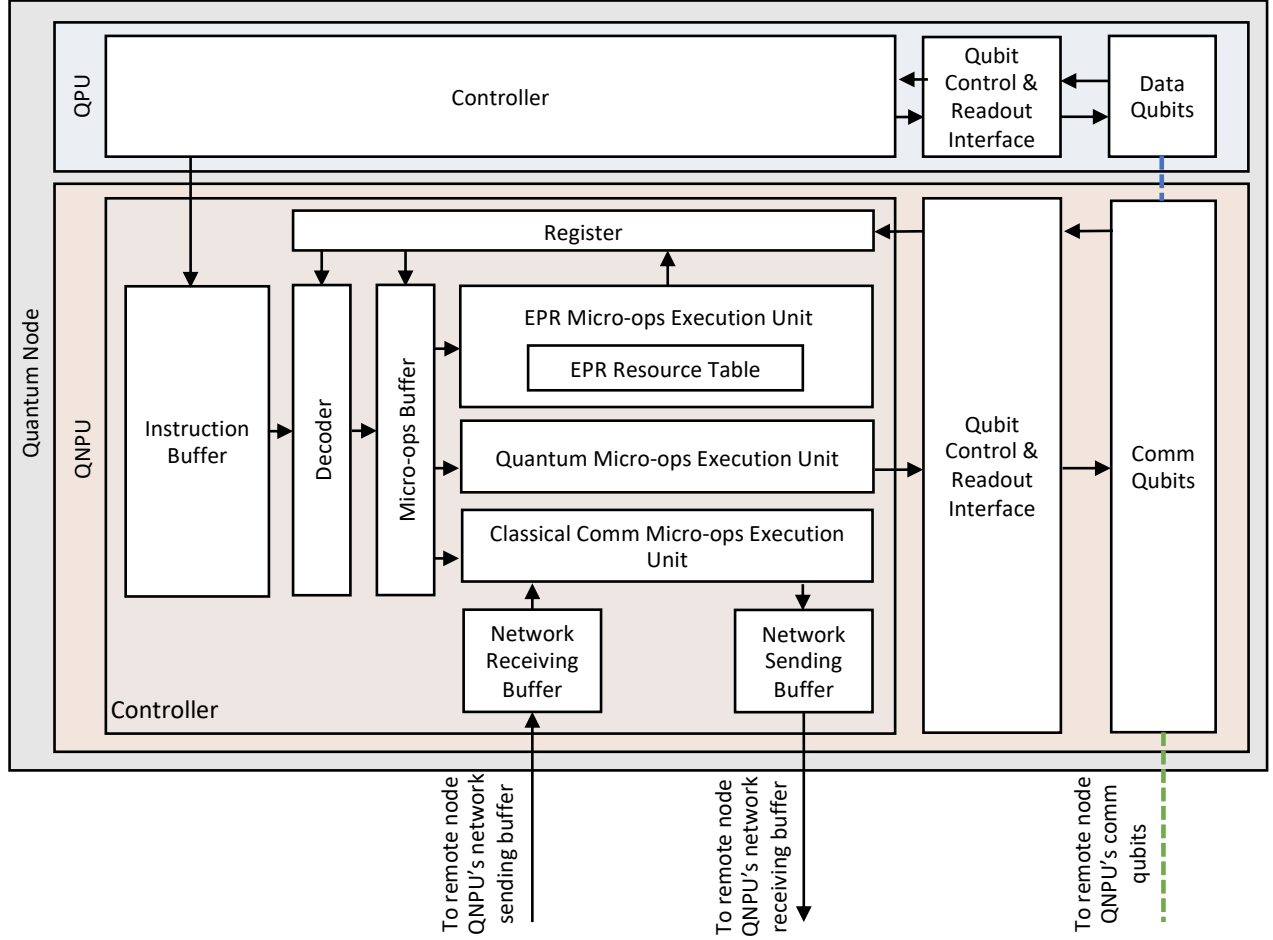 Quantum Node
QPU
Controller
Qubit
Control &
Readout
Interface
Data
Qubits
QNPU
Register
Instruction
Buffer
Decoder
Micro-ops Buffer
EPR Micro-ops Execution Unit
EPR Resource Table
Quantum Micro-ops Execution Unit
Classical Comm Micro-ops Execution
Unit
Network
Receiving
Buffer
Network
Sending
Buffer
Controller
Qubit
Control &
Readout
Interface
Comm
Qubits
To remote node
QNPU’s network
sending buffer
To remote node
QNPU’s network
receiving buffer
To remote node
QNPU’s comm
qubits